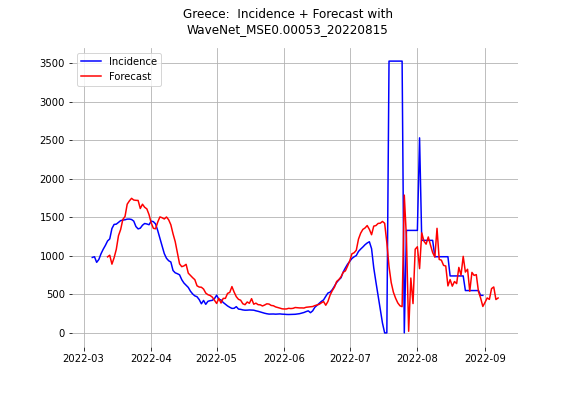 Greece:  Incidence + Forecast with
WaveNet_MSE0.00053_20220815
Incidence
Forecast
3500
3000
2500
2000
1500
1000
500
0
2022-03 2022-04 2022-05 2022-06 2022-07 2022-08 2022-09